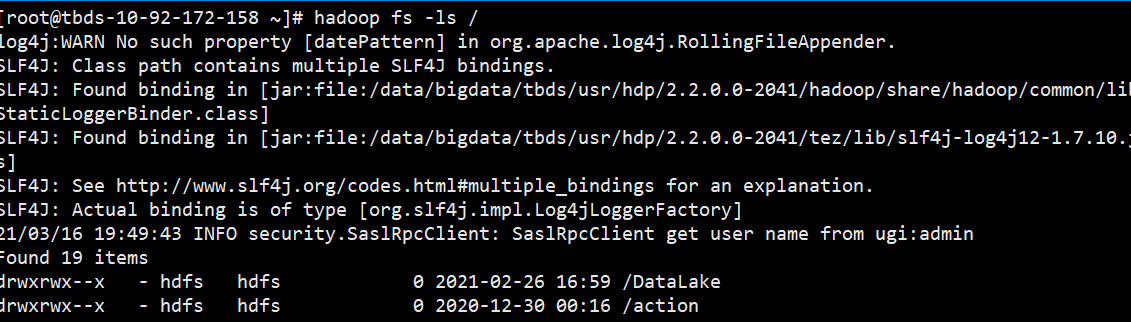 [root@tbds-10-92-172-158 ~]# hadoop fs -ls /
log4j:WARN No such property [datePattern] in org.apache.log4j.RollingFileAppender.
SLF4J: Class path contains multiple SLF4J bindings.
SLF4J: Found binding in [jar:file:/data/bigdata/tbds/usr/hdp/2.2.0.0-2041/hadoop/share/hadoop/common/lib
StaticLoggerBinder.class]
SLF4J: Found binding in [jar:file:/data/bigdata/tbds/usr/hdp/2.2.0.0-2041/tez/lib/slf4j-log4j12-1.7.10.j
s]
SLF4J: See http://www.slf4j.org/codes.html#multiple_bindings for an explanation.
SLF4J: Actual binding is of type [org.slf4j.impl.Log4jLoggerFactory]
21/03/16 19:49:43 INFO security.SaslRpcClient: SaslRpcClient get user name from ugi:admin
Found 19 items
drwxrwx--x   - hdfs   hdfs            0 2021-02-26 16:59 /DataLake
drwxrwx--x   - hdfs   hdfs            0 2020-12-30 00:16 /action